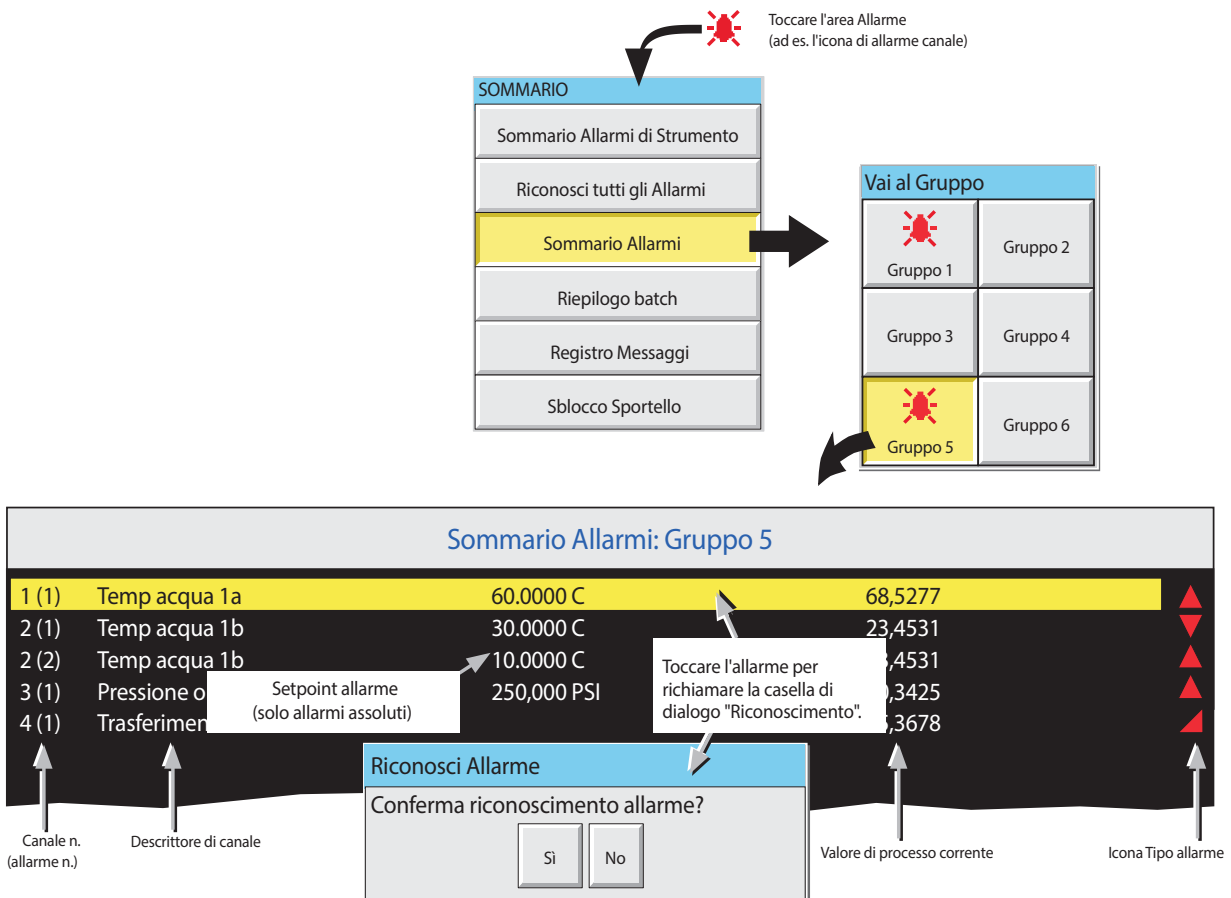 Toccare l'area Allarme
(ad es. l'icona di allarme canale)
SOMMARIO
Sommario Allarmi di Strumento
Riconosci tutti gli Allarmi
Sommario Allarmi
Riepilogo batch
Registro Messaggi
Sblocco Sportello
Vai al Gruppo
Gruppo 1
Gruppo 2
Gruppo 3
Gruppo 4
Gruppo 5
Gruppo 6
Sommario Allarmi: Gruppo 5
1 (1) Temp acqua 1a 60.0000 C 68,5277
2 (1) Temp acqua 1b 30.0000 C 23,4531
2 (2) Temp acqua 1b 10.0000 C ,4531
3 (1) Pressione o 250,000 PSI ,3425
4 (1) Trasferimen ,3678
Setpoint allarme
(solo allarmi assoluti)
Toccare l'allarme per
richiamare la casella di
dialogo "Riconoscimento".
Riconosci Allarme
Conferma riconoscimento allarme?
Sì
No
Canale n.
(allarme n.)
Descrittore di canale
Valore di processo corrente
Icona Tipo allarme